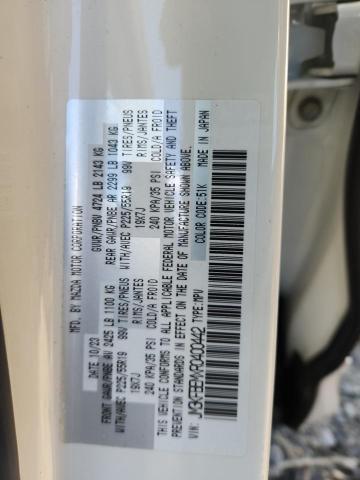 MFD. BY MAZDA MOTOR CORPORATION
DATE: 10/23 GVWR/PNBV 4724 LB 2143 KG
FRONT GAWR/PNBE AV 2425 LB 1100 KG REAR GAWR/PNBE AR 2299 LB 1043 KG
WITH/AVEC P225/55R19 99V TIRES/PNEUS WITH/AVEC P225/55R19 99V TIRES/PNEUS
19X7J RIMS/JANTES 19X7J RIMS/JANTES
240 KPA/35 PSI COLD/A FROID 240 KPA/35 PSI COLD/A FROID
THIS VEHICLE CONFORMS TO ALL APPLICABLE FEDERAL MOTOR VEHICLE SAFETY AND THEFT
PREVENTION STANDARDS IN EFFECT ON THE DATE OF MANUFACTURE SHOWN ABOVE.
COLOR CODE:51K MADE IN JAPAN
VIN: TYPE:MPV